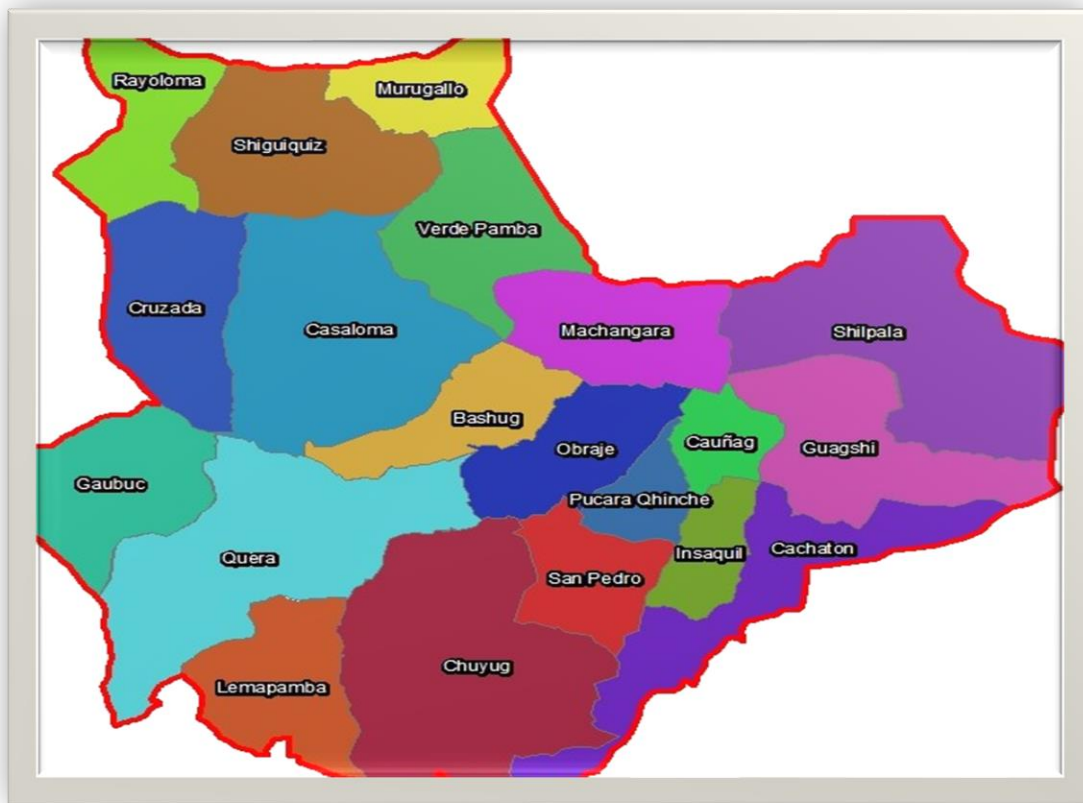 Rayoloma
Murugallo
Shiguiquiz
Verde Pamba
Cruzada
Casaloma
Machangara
Shilpala
Bashug
Obraje
Cauñag
Guagshi
Gaubuc
Pucara Qhinche
Quera
San Pedro
Insaquil
Cachaton
Lemapamba
Chuyug